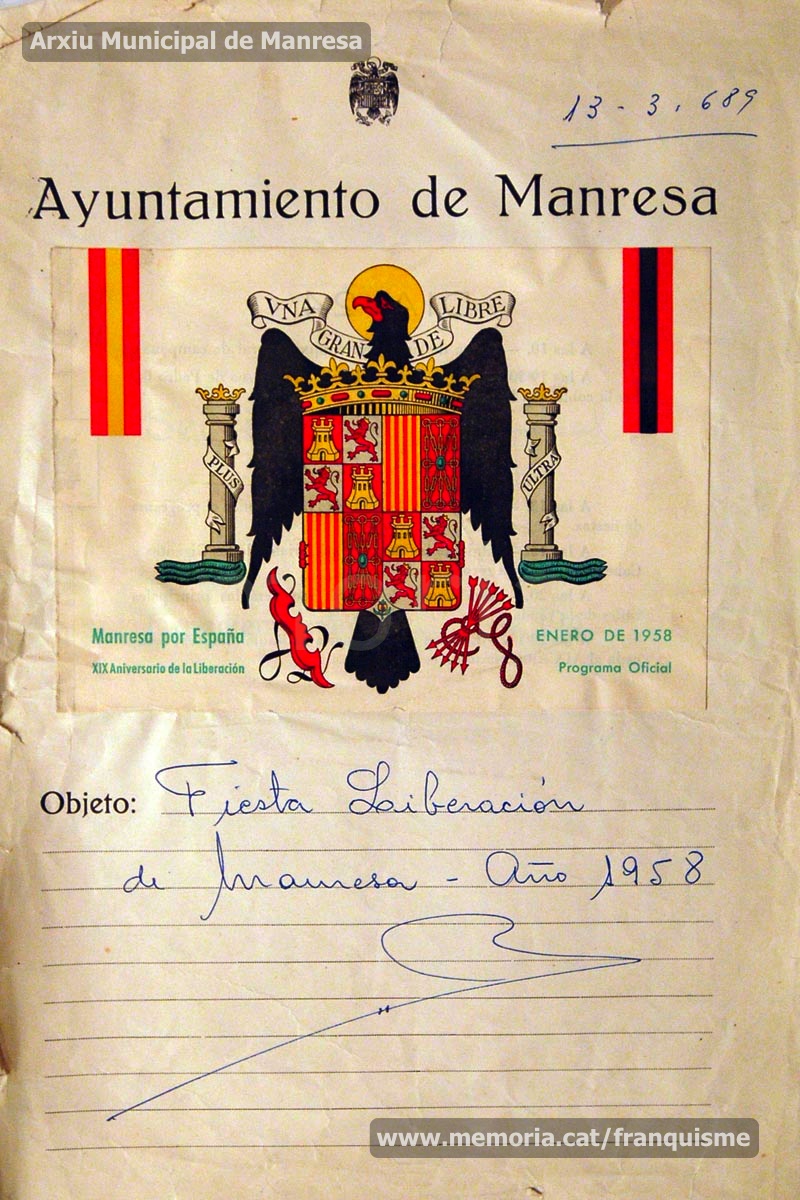 Arxiu Municipal de Manresa
13-3.689
Ayuntamiento de Manresa
VNA GRANDE LIBRE
PLUS ULTRA
Manresa por España
XIX Aniversario de la Liberación
ENERO DE 1958
Programa Oficial
Objeto: Fiesta Liberación
de Manresa - Año 1958
www.memoria.cat/franquisme